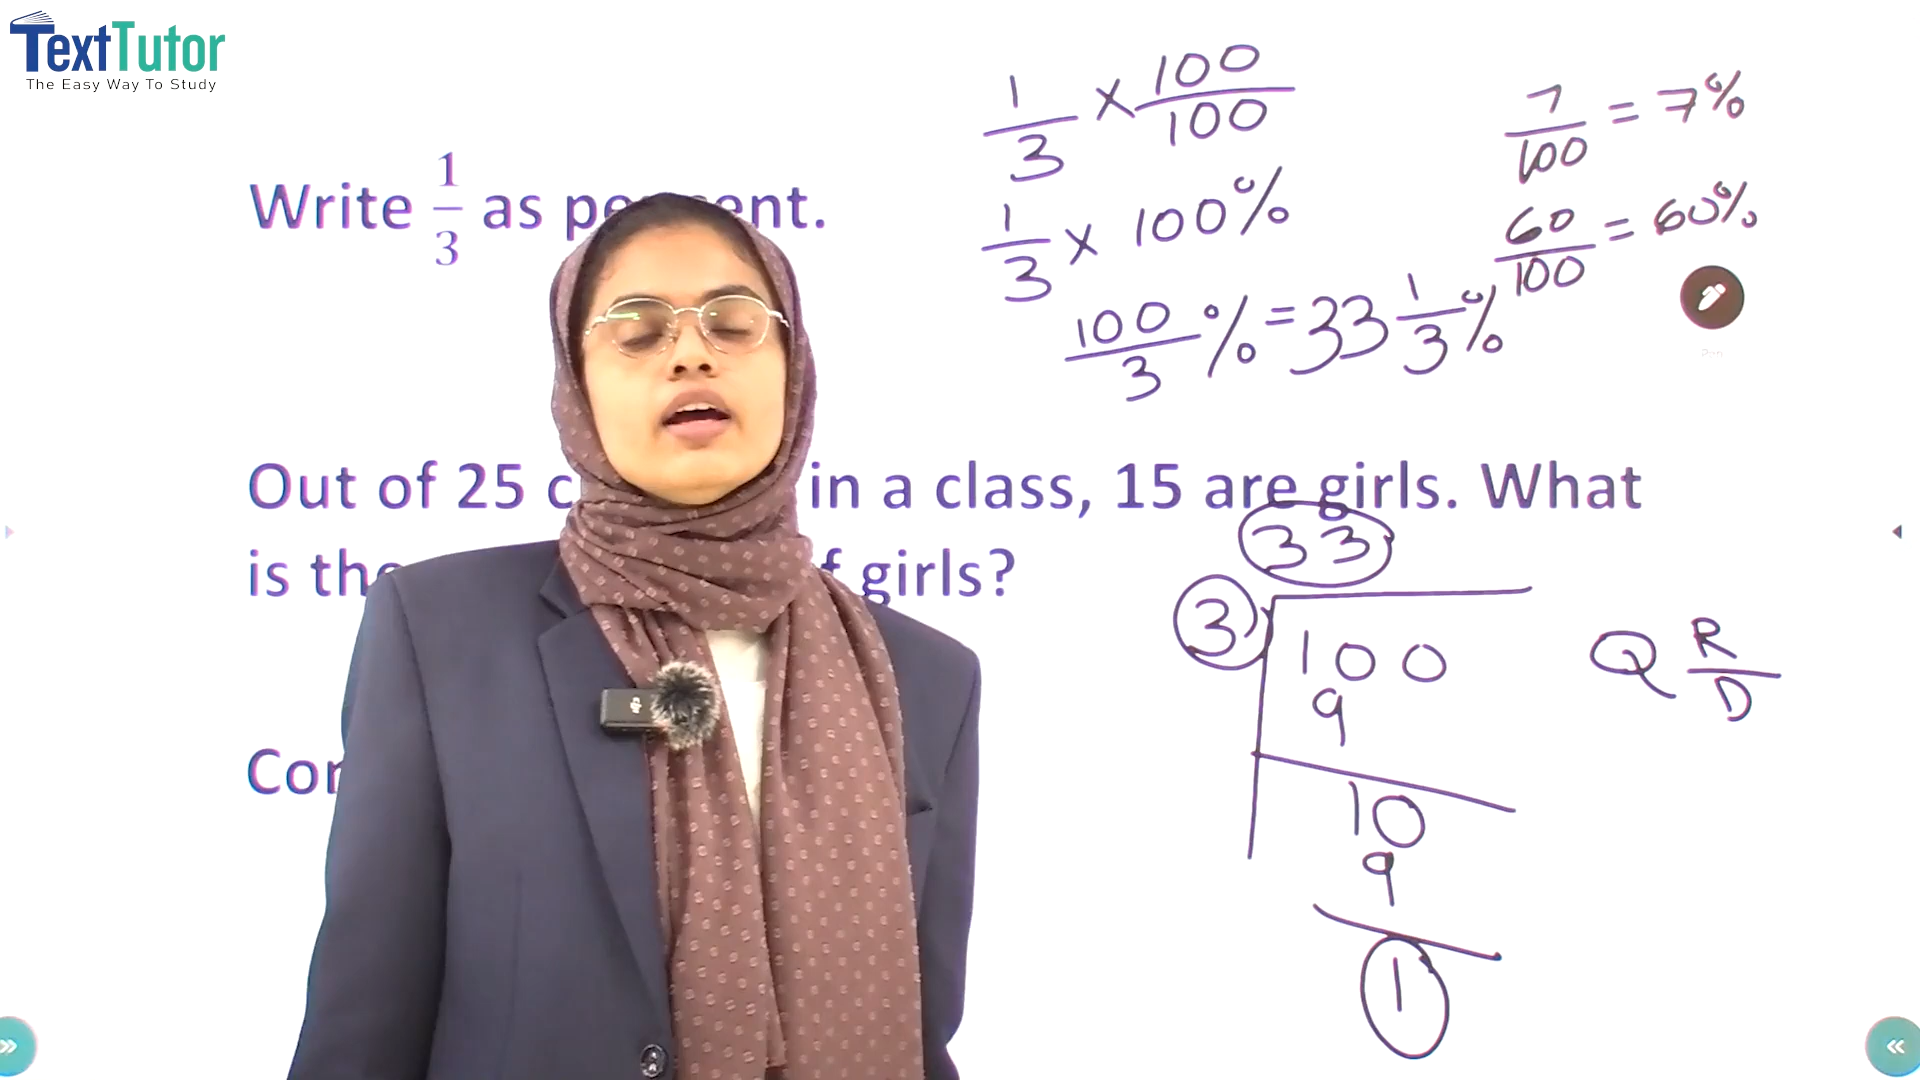 TextTutor
The Easy Way To Study
Write 1/3 as pe ent.
1/3 × 100/100
1/3 × 100%
100/3 % = 33 1/3 %
7/100 = 7%
60/100 = 60%
Out of 25 c in a class, 15 are girls. What
is the f girls?
33
3) 100
9
10
9
1
Q R/D
Con